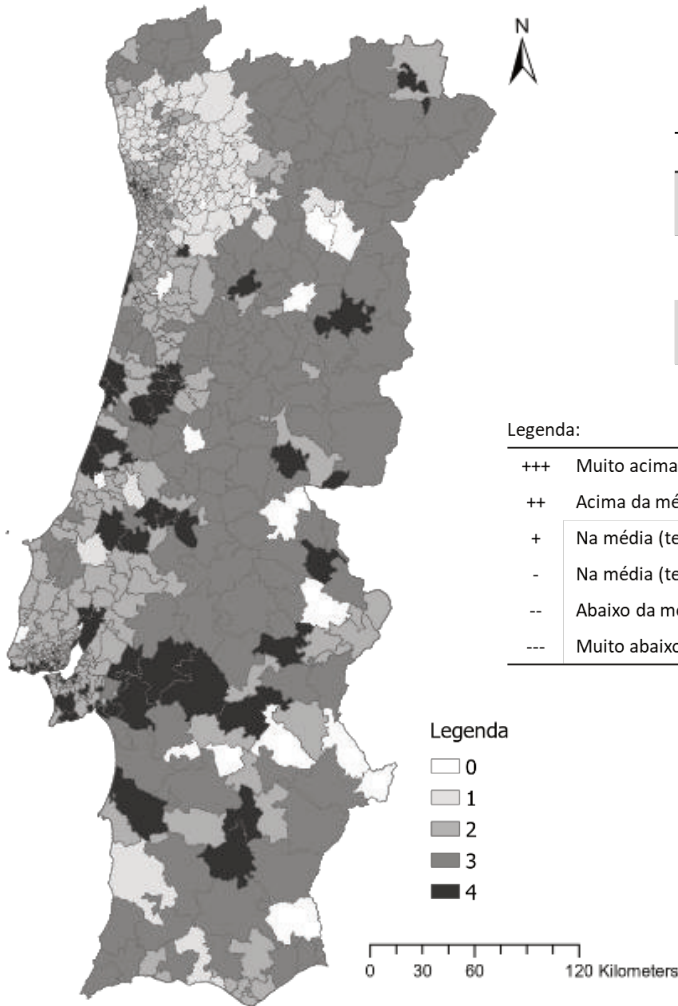 N
Legenda:
+++ Muito acima
++ Acima da mé
+ Na média (te
- Na média (te
-- Abaixo da m
--- Muito abaixo
Legenda
0
1
2
3
4
0 30 60 120 Kilometers